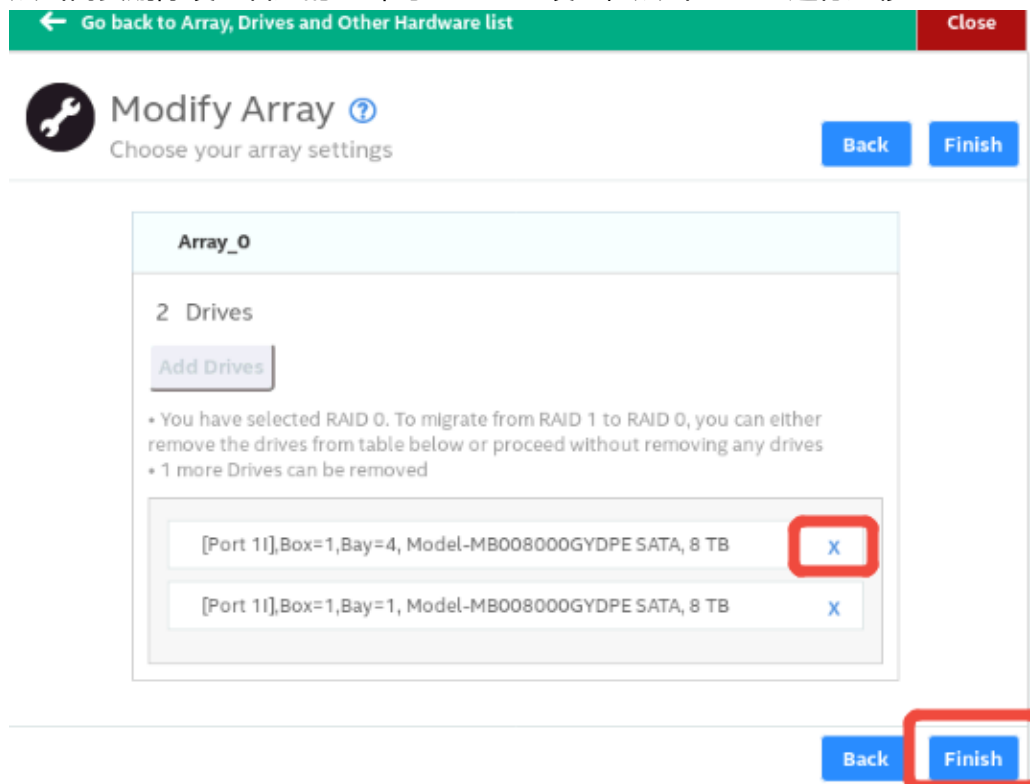 Go back to Array, Drives and Other Hardware list
Close
Modify Array ?
Choose your array settings
Back
Finish
Array_0
2 Drives
Add Drives
• You have selected RAID 0. To migrate from RAID 1 to RAID 0, you can either
remove the drives from table below or proceed without removing any drives
• 1 more Drives can be removed
[Port 1I],Box=1,Bay=4, Model-MB008000GYDPE SATA, 8 TB
X
[Port 1I],Box=1,Bay=1, Model-MB008000GYDPE SATA, 8 TB
X
Back
Finish